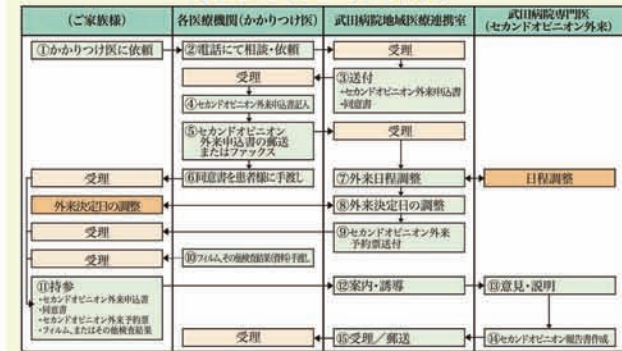 (ご家族様)
各医療機関(かかりつけ医)
武田病院地域医療連携室
武田病院専門医
(セカンドオピニオン外来)
①かかりつけ医に依頼
②電話にて相談・依頼
受理
受理
③送付
・セカンドオピニオン外来申込書
・同意書
④セカンドオピニオン外来申込書記入
⑤セカンドオピニオン
外来申込書の郵送
またはファックス
受理
受理
⑥同意書を患者様に手渡し
⑦外来日程調整
日程調整
外来決定日の調整
⑧外来決定日の調整
受理
⑨セカンドオピニオン外来
予約票送付
受理
⑩フィルム、その他検査結果(資料)手渡し
⑪持参
・セカンドオピニオン外来申込書
・同意書
・セカンドオピニオン外来予約票
・フィルム、またはその他検査結果
⑫案内・誘導
⑬意見・説明
受理
⑮受理/郵送
⑭セカンドオピニオン報告書作成